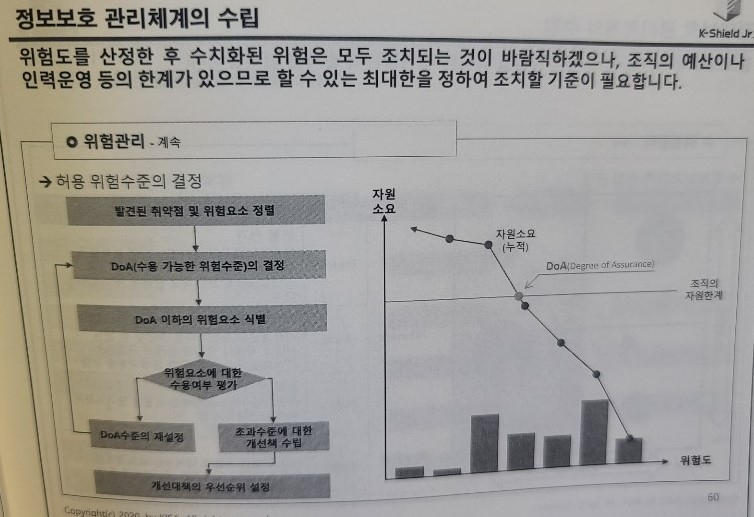 정보보호 관리체계의 수립
K-Shield Jr.
위험도를 산정한 후 수치화된 위험은 모두 조치되는 것이 바람직하겠으나, 조직의 예산이나
인력운영 등의 한계가 있으므로 할 수 있는 최대한을 정하여 조치할 기준이 필요합니다.
위험관리 - 계속
→ 허용 위험수준의 결정
발견된 취약점 및 위험요소 정렬
DoA(수용 가능한 위험수준)의 결정
DoA 이하의 위험요소 식별
위험요소에 대한
수용여부 평가
DoA수준의 재설정
초과수준에 대한
개선책 수립
개선대책의 우선순위 설정
자원
소요
자원소요
(누적)
DoA(Degree of Assurance)
조직의
자원한계
위험도
60
Copyright(c) 2020, by KISA,